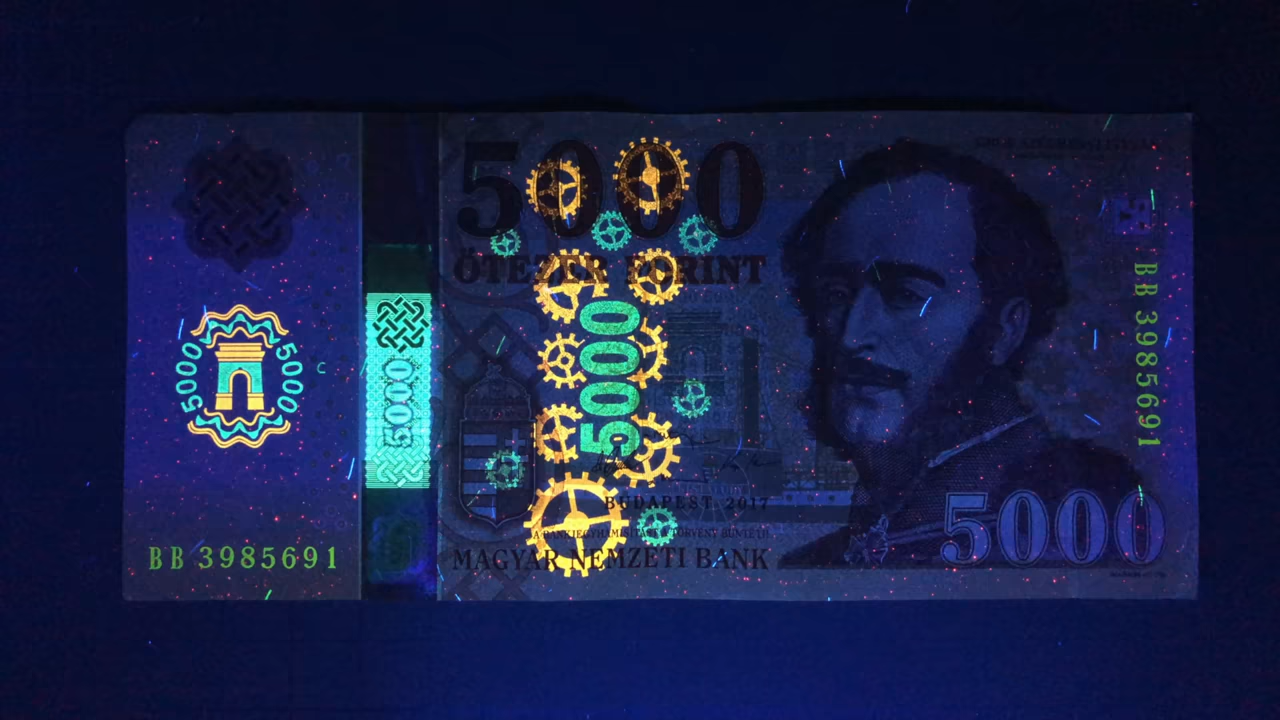 5000
ÖTEZER FORINT
5000
5000
5000
5000
C
BUDAPEST 2017
MAGYAR NEMZETI BANK
BB 3985691
BB 3985691
5000